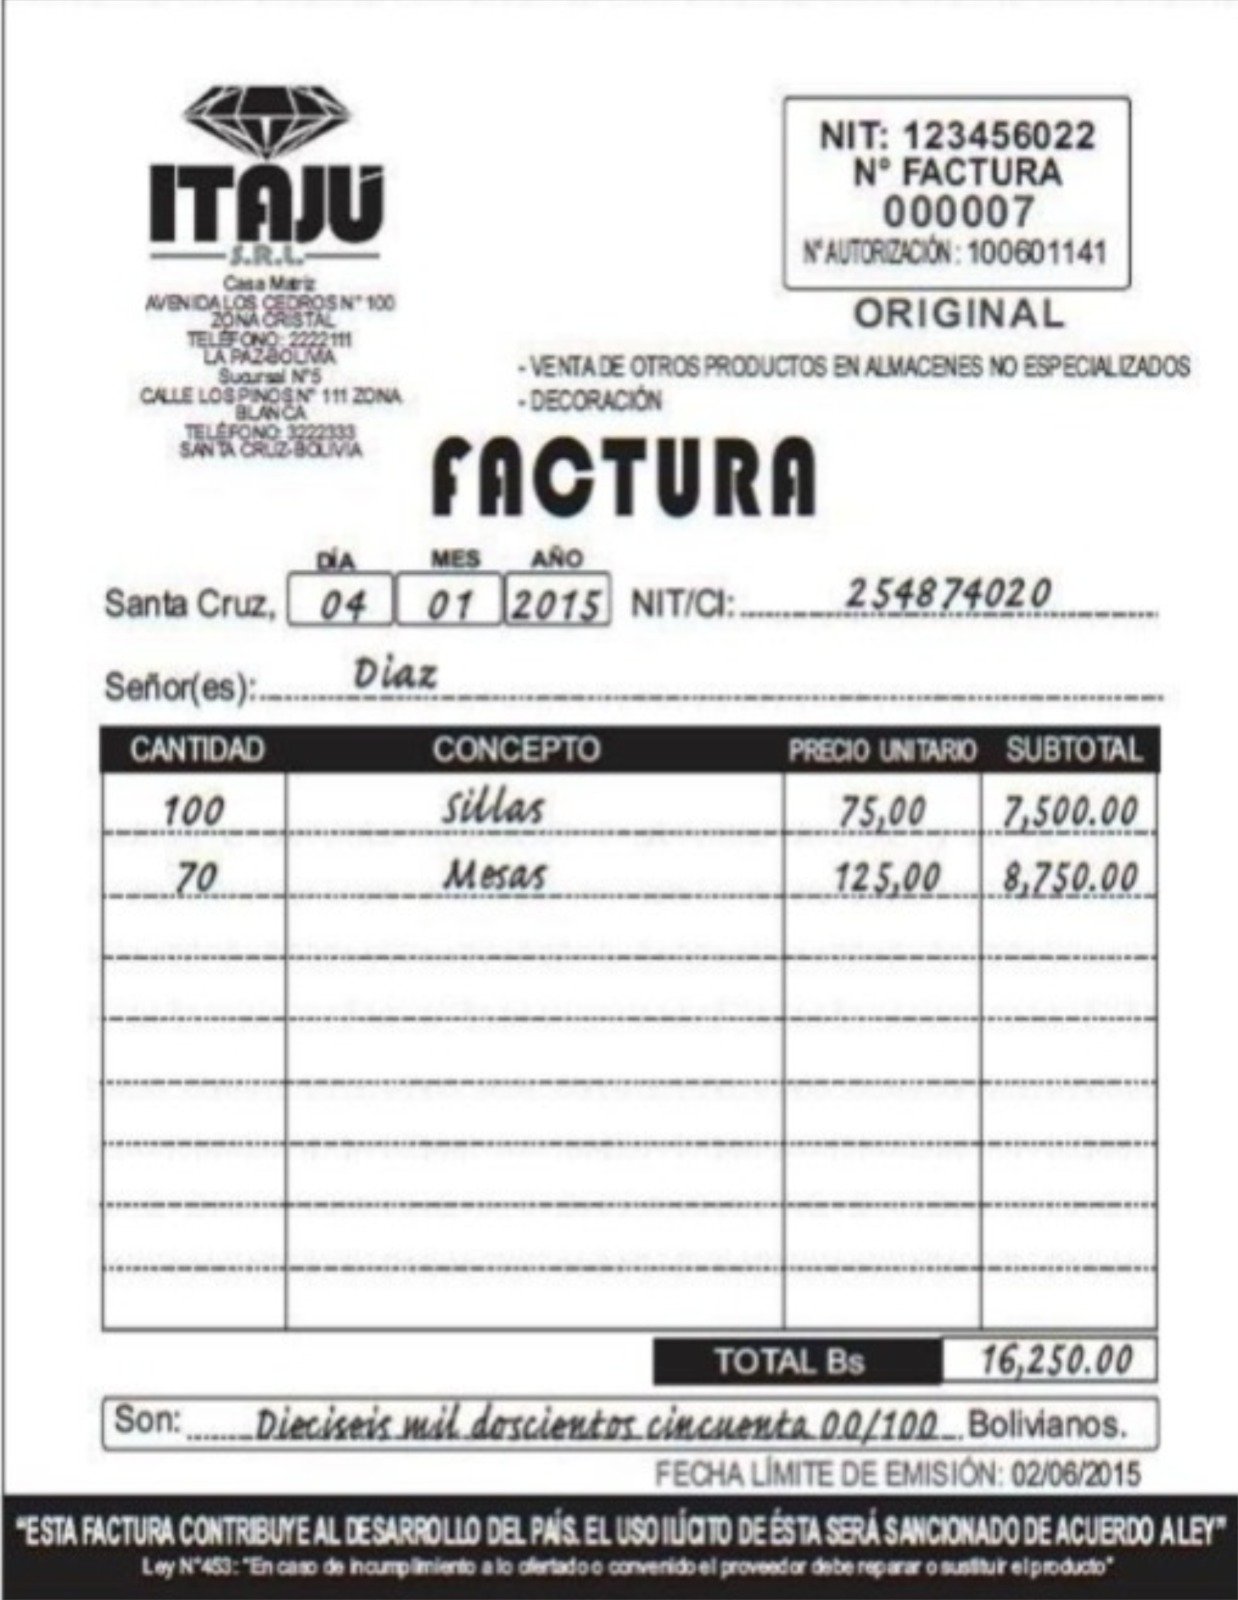 ITAJÚ
S.R.L.
Casa Matriz
AVENIDA LOS CEDROS N° 100
ZONA CRISTAL
TELÉFONO: 2222111
LA PAZ-BOLIVIA
Sucursal N°5
CALLE LOS PINOS N° 111 ZONA
BLANCA
TELÉFONO: 3222333
SANTA CRUZ-BOLIVIA
NIT: 123456022
N° FACTURA
000007
N° AUTORIZACIÓN : 100601141
ORIGINAL
- VENTA DE OTROS PRODUCTOS EN ALMACENES NO ESPECIALIZADOS
- DECORACIÓN
FACTURA
DÍA MES AÑO
Santa Cruz, 04 01 2015 NIT/CI: 254874020
Señor(es): Diaz
CANTIDAD CONCEPTO PRECIO UNITARIO SUBTOTAL
100 Sillas 75,00 7,500.00
70 Mesas 125,00 8,750.00
TOTAL Bs 16,250.00
Son: Dieciseis mil doscientos cincuenta 00/100 Bolivianos.
FECHA LÍMITE DE EMISIÓN: 02/06/2015
"ESTA FACTURA CONTRIBUYE AL DESARROLLO DEL PAÍS. EL USO ILÍCITO DE ÉSTA SERÁ SANCIONADO DE ACUERDO A LEY"
Ley N°453: "En caso de incumplimiento a lo ofertado o convenido el proveedor debe reparar o sustituir el producto"